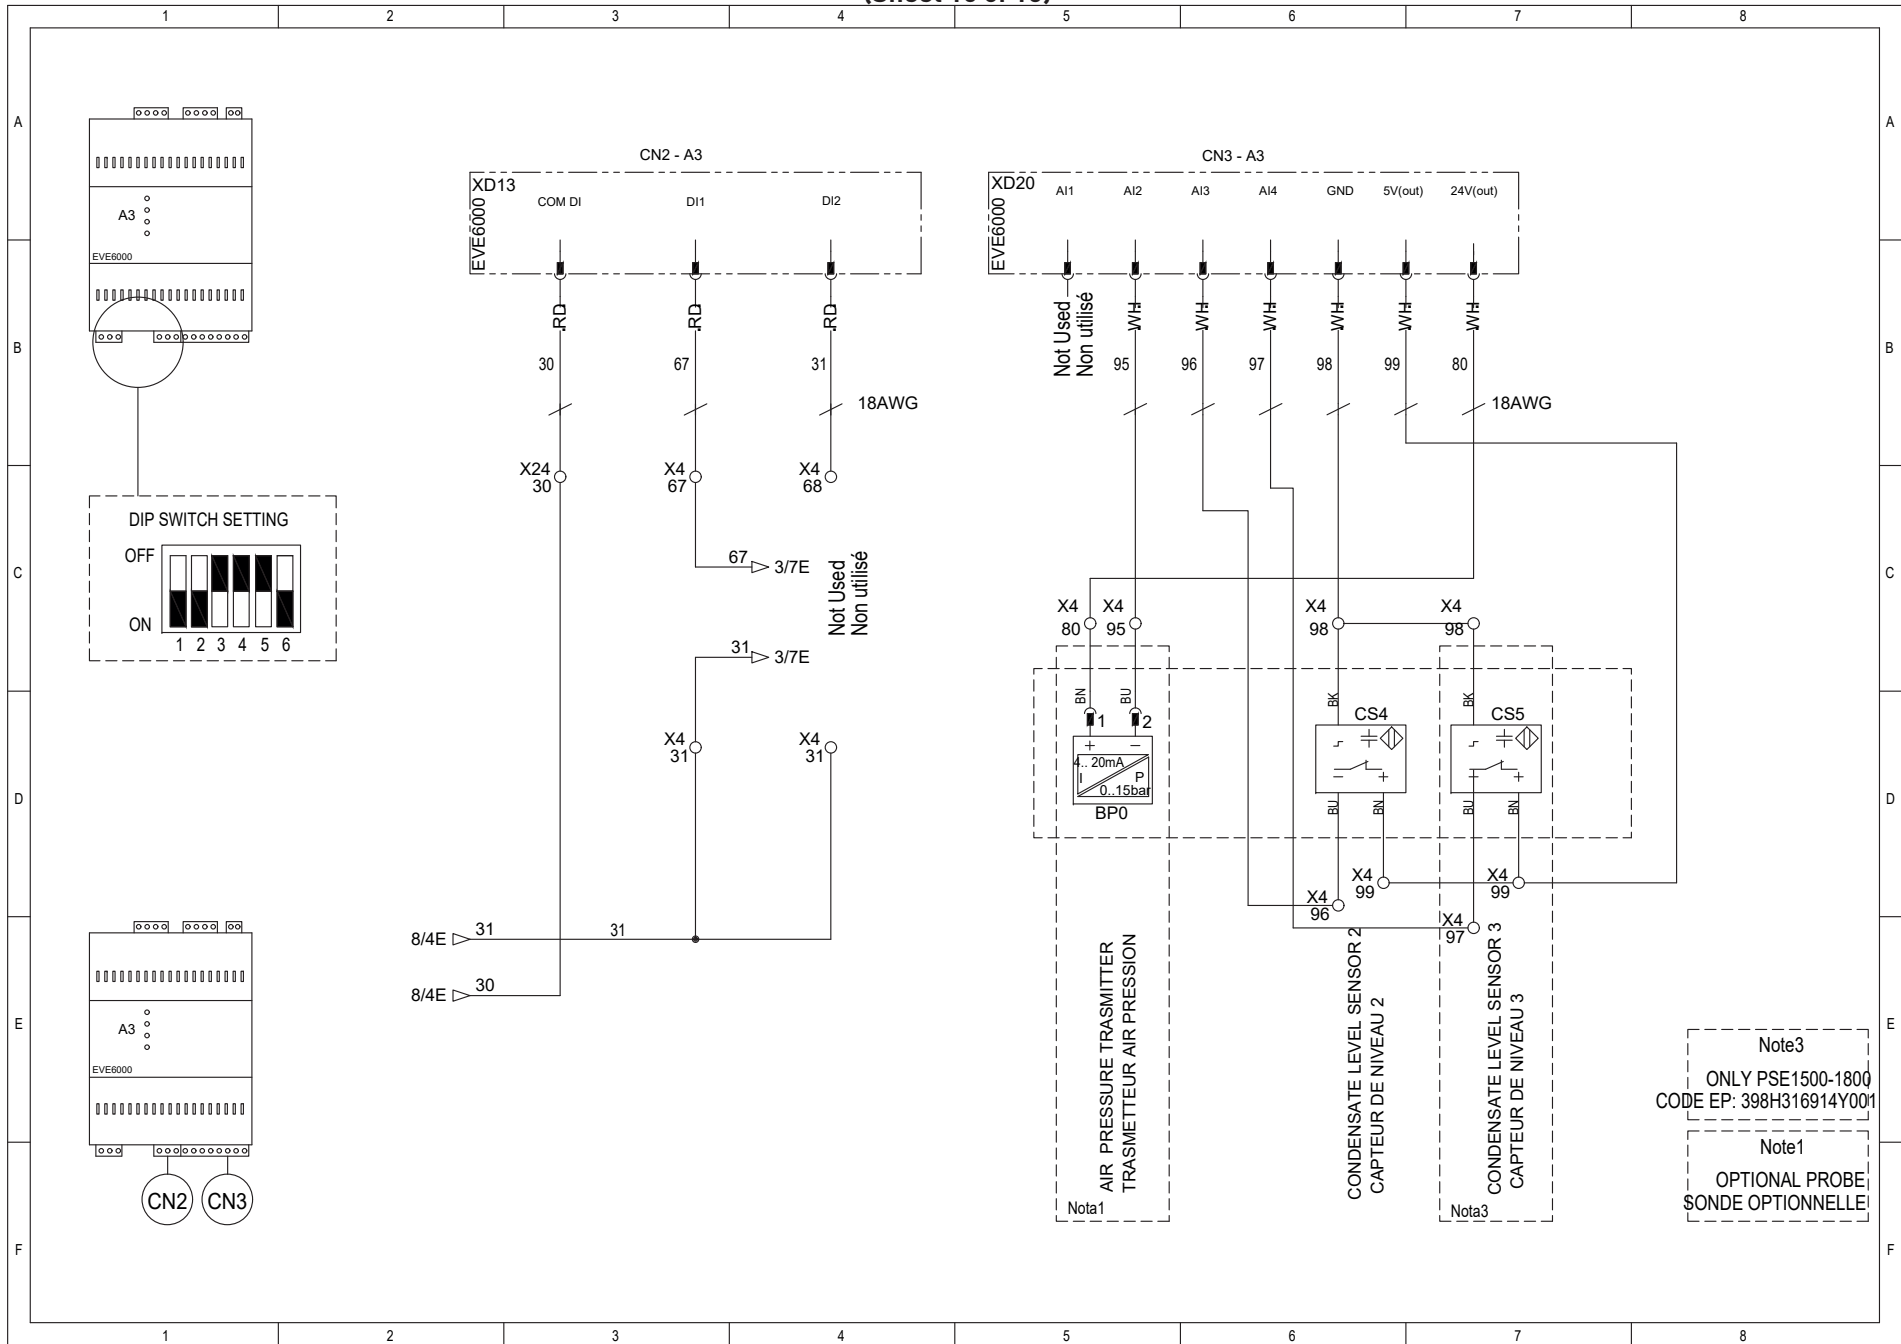 1 2 3 4 5 6 7 8
A
B
C
D
E
F
A3
EVE6000
DIP SWITCH SETTING
OFF
ON
1 2 3 4 5 6
A3
EVE6000
CN2 CN3
CN2 - A3
XD13
EVE6000
COM DI DI1 DI2
RD RD RD
30 67 31
18AWG
X24
30
X4
67
X4
68
67 3/7E
Not Used
Non utilisé
31 3/7E
X4
31
X4
31
8/4E 31 31
8/4E 30
CN3 - A3
XD20
EVE6000
AI1 AI2 AI3 AI4 GND 5V(out) 24V(out)
Not Used
Non utilisé
WH WH WH WH WH WH
95 96 97 98 99 80
18AWG
X4
80
X4
95
X4
98
X4
98
BN BU BK BK
1 2
+ −
4.. 20mA
I P
0..15bar
BP0
CS4
− +
CS5
+ +
BU BN BU BN
X4
99
X4
99
X4
96
X4
97
AIR PRESSURE TRASMITTER
TRASMETTEUR AIR PRESSION
Nota1
CONDENSATE LEVEL SENSOR 2
CAPTEUR DE NIVEAU 2
CONDENSATE LEVEL SENSOR 3
CAPTEUR DE NIVEAU 3
Nota3
Note3
ONLY PSE1500-1800
CODE EP: 398H316914Y001
Note1
OPTIONAL PROBE
SONDE OPTIONNELLE
A
B
C
D
E
F
1 2 3 4 5 6 7 8